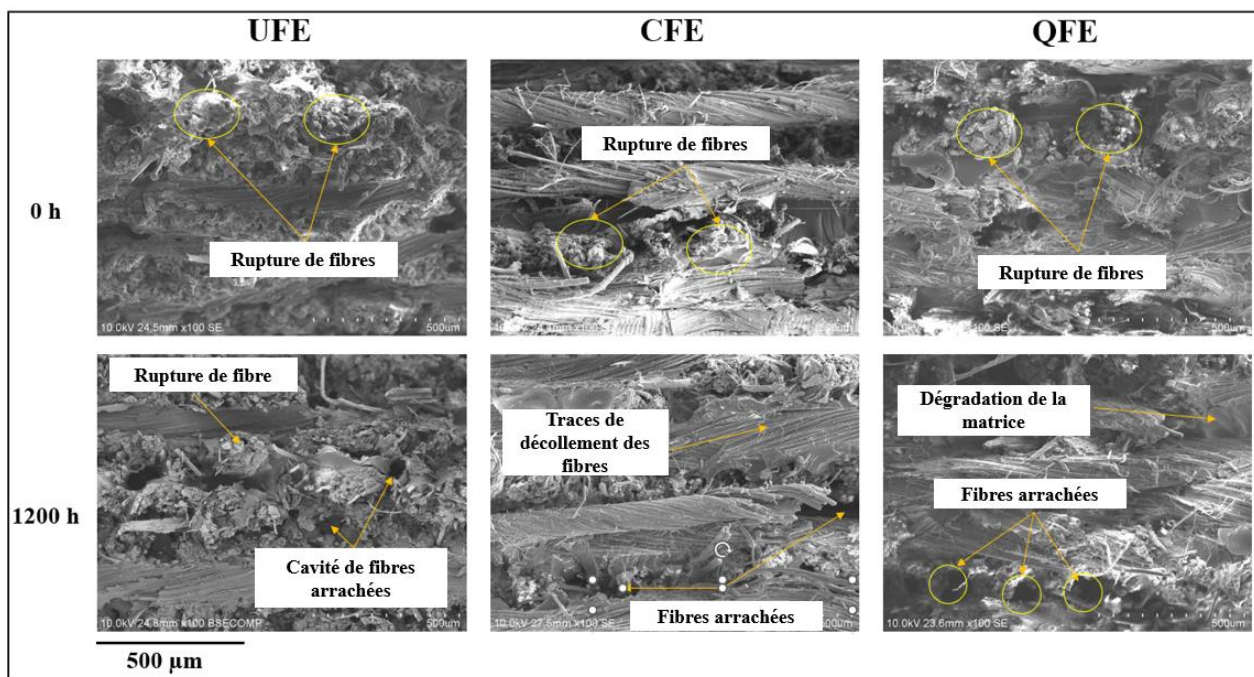 UFE CFE QFE
0 h
Rupture de fibres
Rupture de fibres
Rupture de fibres
10.0kV 24.5mm x100 SE 500um
x100 SE
10.0kV x100 SE 500um
1200 h
Rupture de fibre
Cavité de fibres
arrachées
Traces de
décollement des
fibres
Fibres arrachées
Dégradation de la
matrice
Fibres arrachées
10.0kV 24.8mm x100 BSECOMP 500um
10.0kV 27.5mm x100 SE
10.0kV 23.6mm x100 SE 500um
500 µm